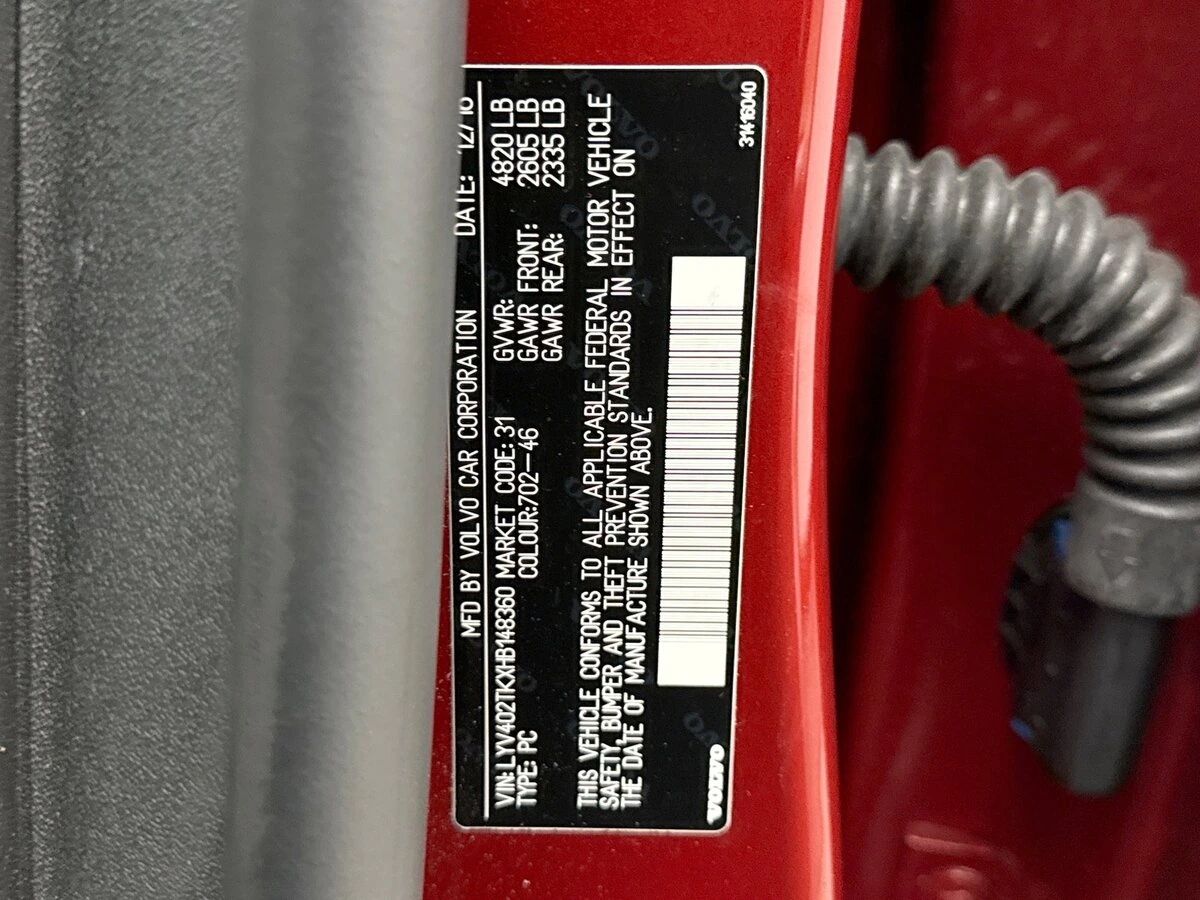 MFD BY VOLVO CAR CORPORATION DATE: 12/16
VIN: LYV402TKXHB148360 MARKET CODE: 31 GVWR: 4820 LB
TYPE: PC COLOUR:702-46 GAWR FRONT: 2605 LB
GAWR REAR: 2335 LB
THIS VEHICLE CONFORMS TO ALL APPLICABLE FEDERAL MOTOR VEHICLE
SAFETY, BUMPER AND THEFT PREVENTION STANDARDS IN EFFECT ON
THE DATE OF MANUFACTURE SHOWN ABOVE.
VOLVO 31416040